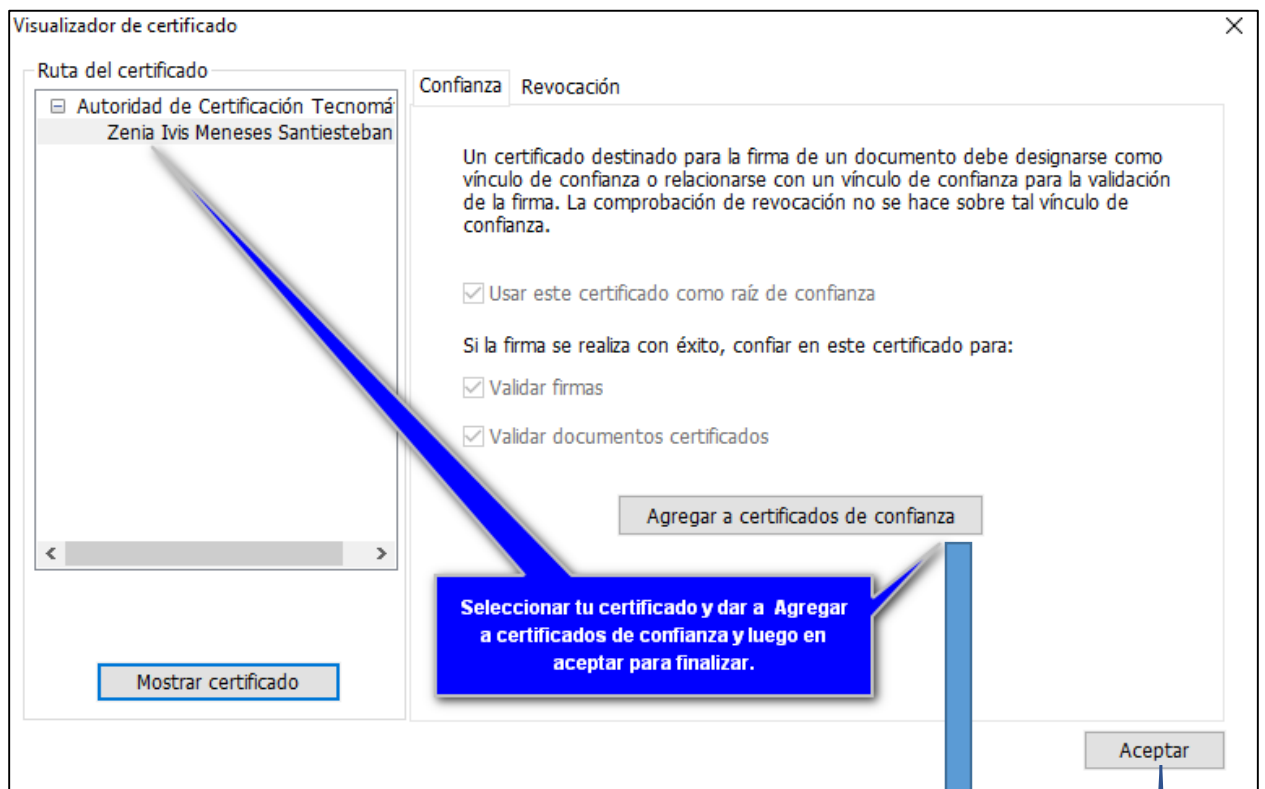 Visualizador de certificado
Ruta del certificado
Autoridad de Certificación Tecnomá
Zenia Ivis Meneses Santiesteban
Mostrar certificado
Confianza Revocación
Un certificado destinado para la firma de un documento debe designarse como
vínculo de confianza o relacionarse con un vínculo de confianza para la validación
de la firma. La comprobación de revocación no se hace sobre tal vínculo de
confianza.
Usar este certificado como raíz de confianza
Si la firma se realiza con éxito, confiar en este certificado para:
Validar firmas
Validar documentos certificados
Agregar a certificados de confianza
Seleccionar tu certificado y dar a Agregar
a certificados de confianza y luego en
aceptar para finalizar.
Aceptar